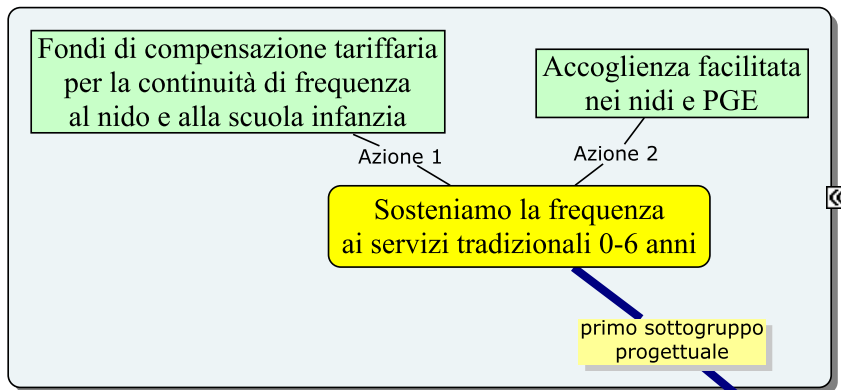 Fondi di compensazione tariffaria
per la continuità di frequenza
al nido e alla scuola infanzia
Accoglienza facilitata
nei nidi e PGE
Azione 1
Azione 2
Sosteniamo la frequenza
ai servizi tradizionali 0-6 anni
primo sottogruppo
progettuale